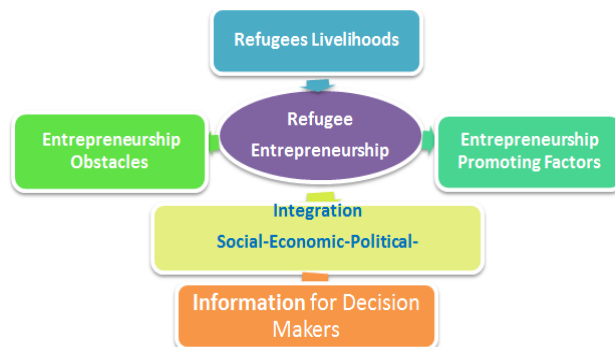 Refugees Livelihoods
Refugee
Entrepreneurship
Entrepreneurship
Obstacles
Entrepreneurship
Promoting Factors
Integration
Social-Economic-Political-
Information for Decision
Makers